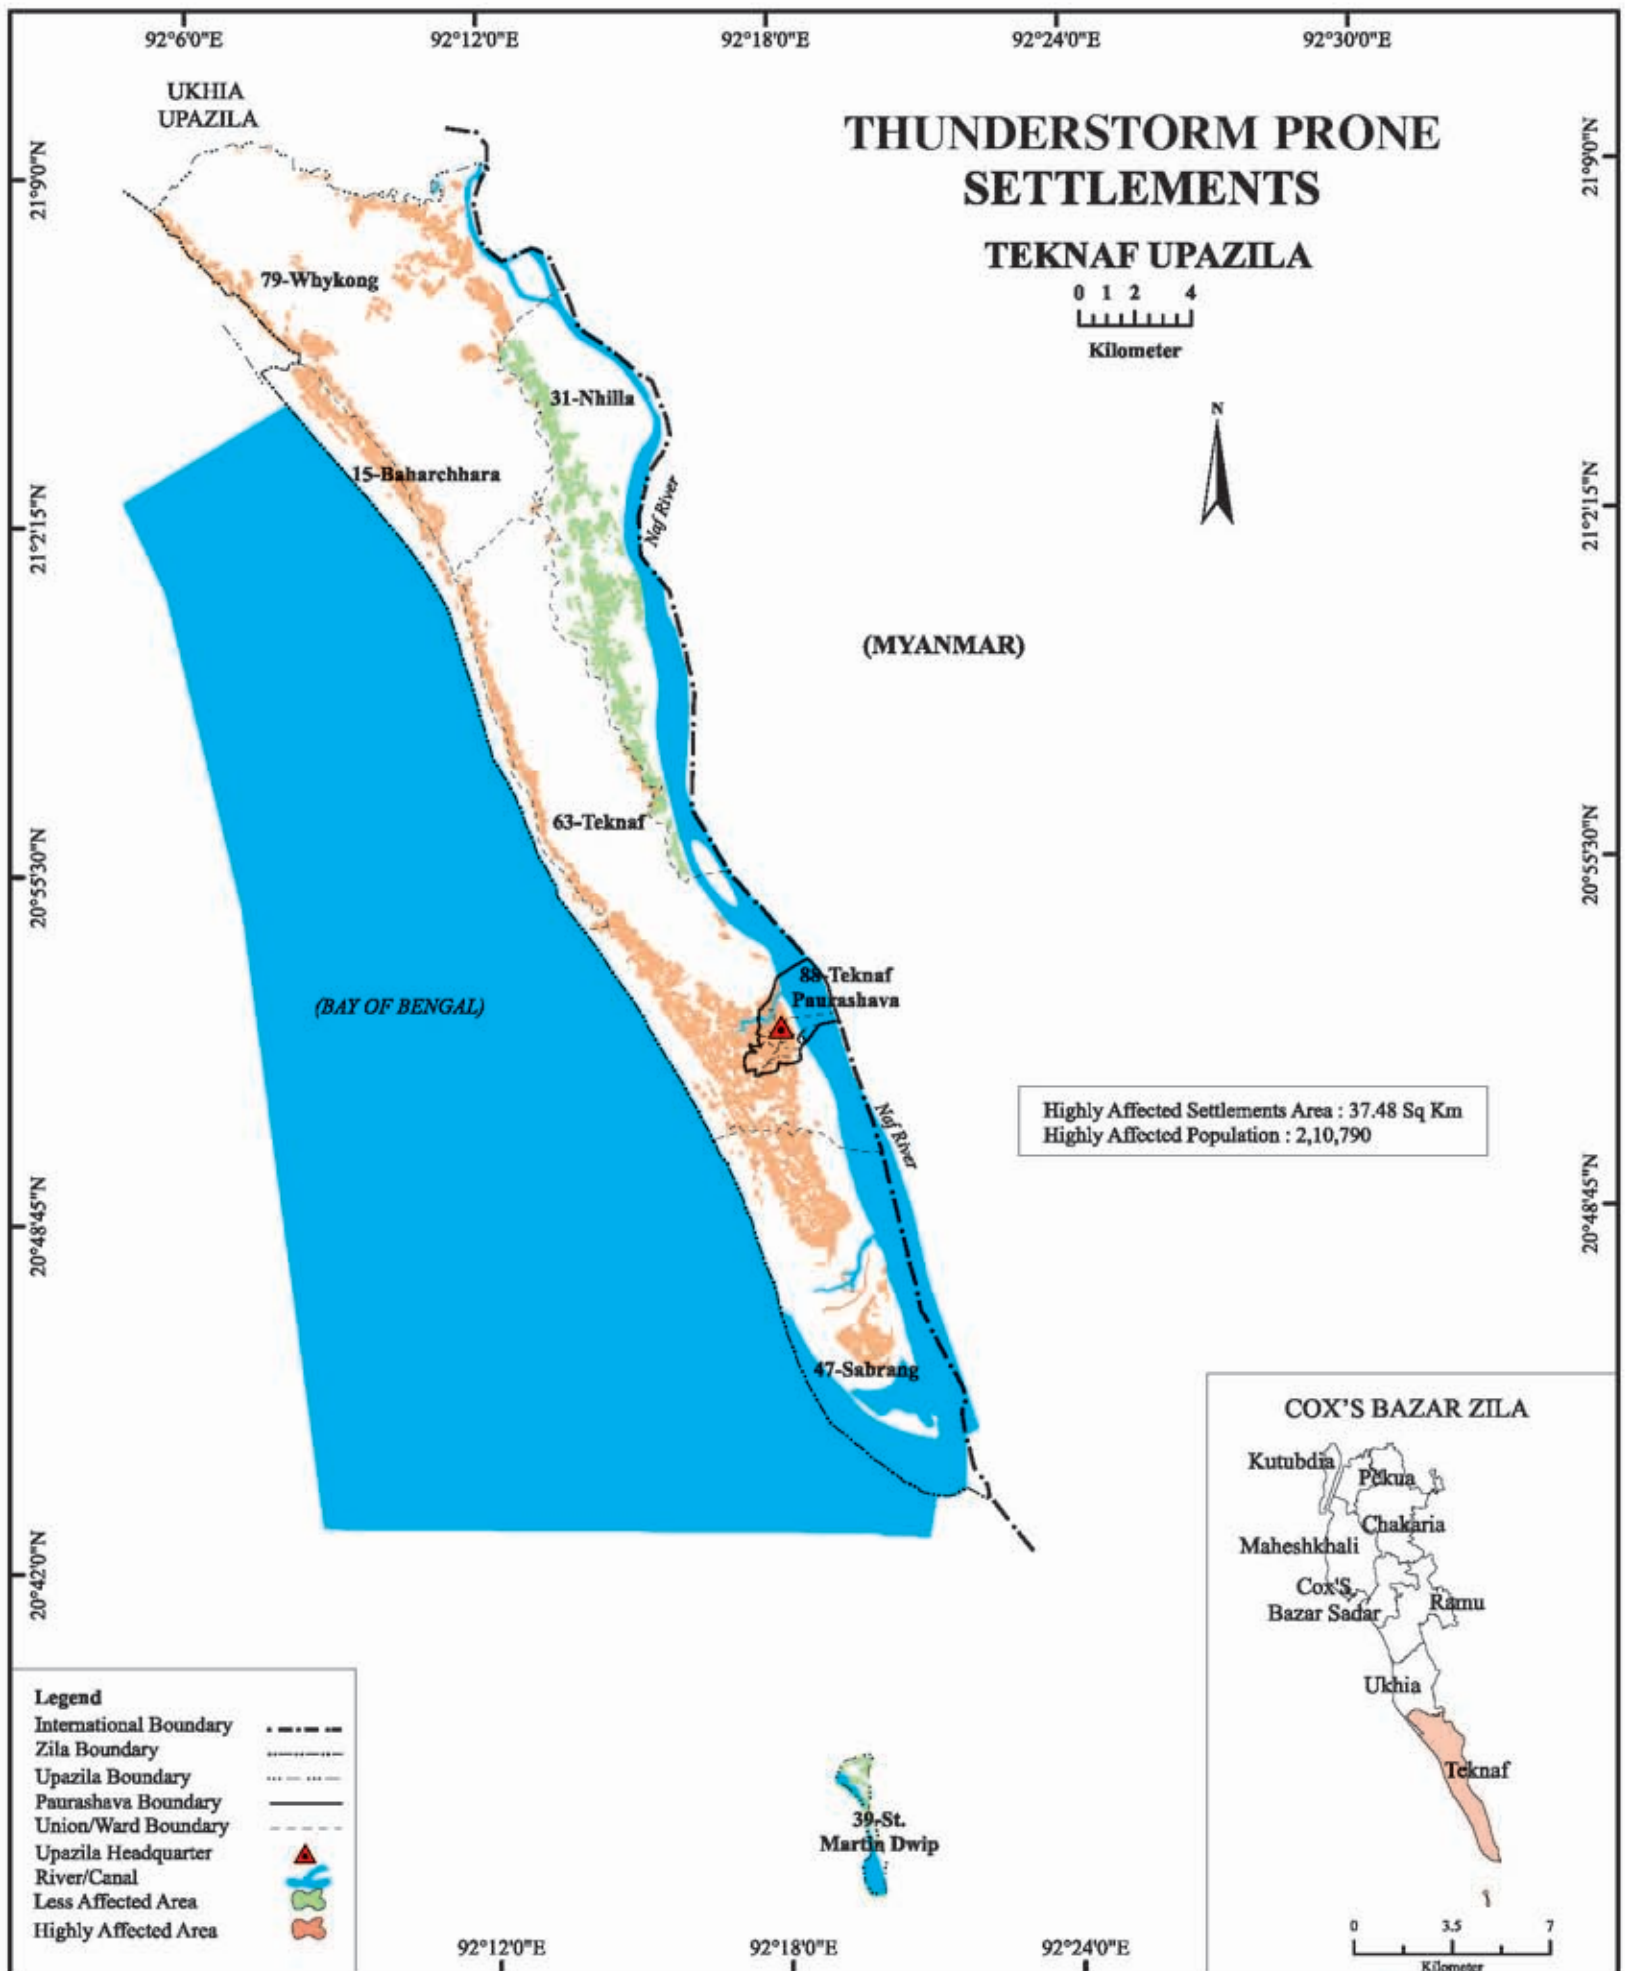 92°6'0"E
92°12'0"E
92°18'0"E
92°24'0"E
92°30'0"E
UKHIA
UPAZILA
THUNDERSTORM PRONE
SETTLEMENTS
TEKNAF UPAZILA
0 1 2 4
Kilometer
N
21°9'0"N
21°9'0"N
79-Whykong
31-Nhilla
15-Baharchhara
Naf River
21°2'15"N
21°2'15"N
(MYANMAR)
63-Teknaf
20°55'30"N
20°55'30"N
88-Teknaf
Paurashava
(BAY OF BENGAL)
Highly Affected Settlements Area : 37.48 Sq Km
Highly Affected Population : 2,10,790
Naf River
20°48'45"N
20°48'45"N
47-Sabrang
20°42'0"N
COX'S BAZAR ZILA
Kutubdia
Pekua
Chakaria
Maheshkhali
Cox'S
Bazar Sadar
Ramu
Ukhia
Teknaf
0 3.5 7
Kilometer
39-St.
Martin Dwip
Legend
International Boundary
Zila Boundary
Upazila Boundary
Paurashava Boundary
Union/Ward Boundary
Upazila Headquarter
River/Canal
Less Affected Area
Highly Affected Area
92°12'0"E
92°18'0"E
92°24'0"E